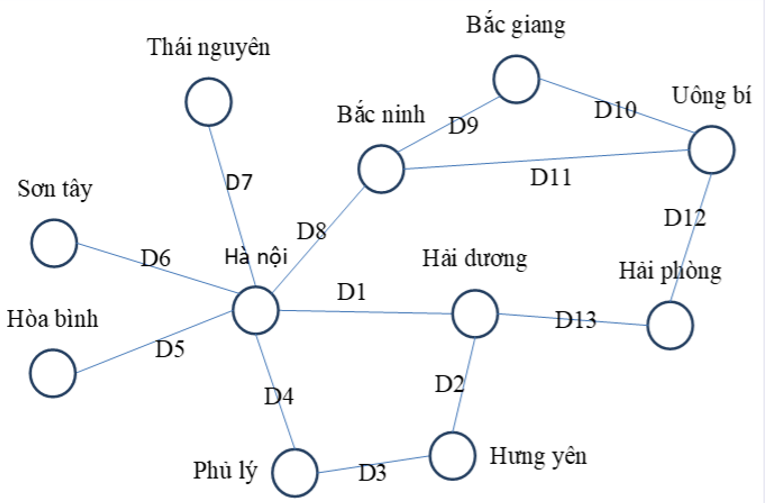 Bắc giang
Thái nguyên
Uông bí
D10
Bắc ninh
D9
D11
D7
Sơn tây
D12
D8
D6
Hà nội
Hải dương
Hải phòng
D1
Hòa bình
D13
D5
D2
D4
Hưng yên
Phủ lý
D3